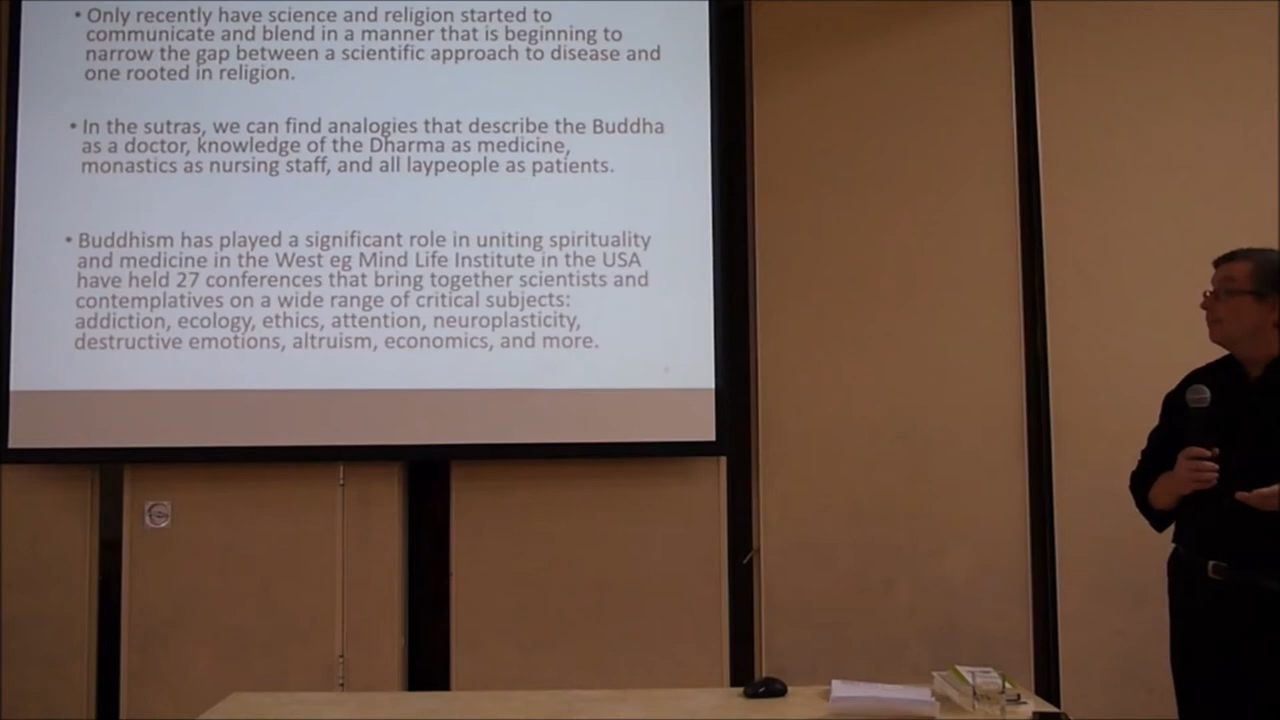 • Only recently have science and religion started to
communicate and blend in a manner that is beginning to
narrow the gap between a scientific approach to disease and
one rooted in religion.
• In the sutras, we can find analogies that describe the Buddha
as a doctor, knowledge of the Dharma as medicine,
monastics as nursing staff, and all laypeople as patients.
• Buddhism has played a significant role in uniting spirituality
and medicine in the West eg Mind Life Institute in the USA
have held 27 conferences that bring together scientists and
contemplatives on a wide range of critical subjects:
addiction, ecology, ethics, attention, neuroplasticity,
destructive emotions, altruism, economics, and more.